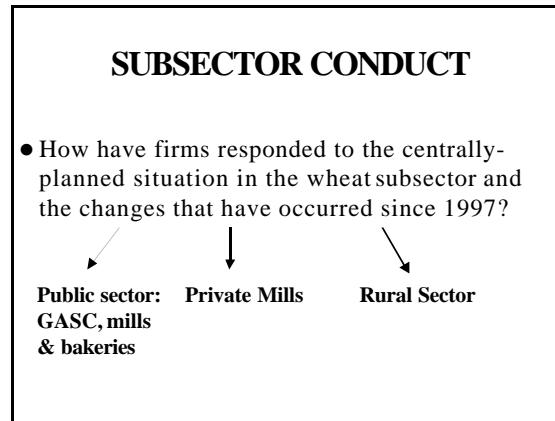 SUBSECTOR CONDUCT
● How have firms responded to the centrally-
planned situation in the wheat subsector and
the changes that have occurred since 1997?
Public sector: Private Mills Rural Sector
GASC, mills
& bakeries